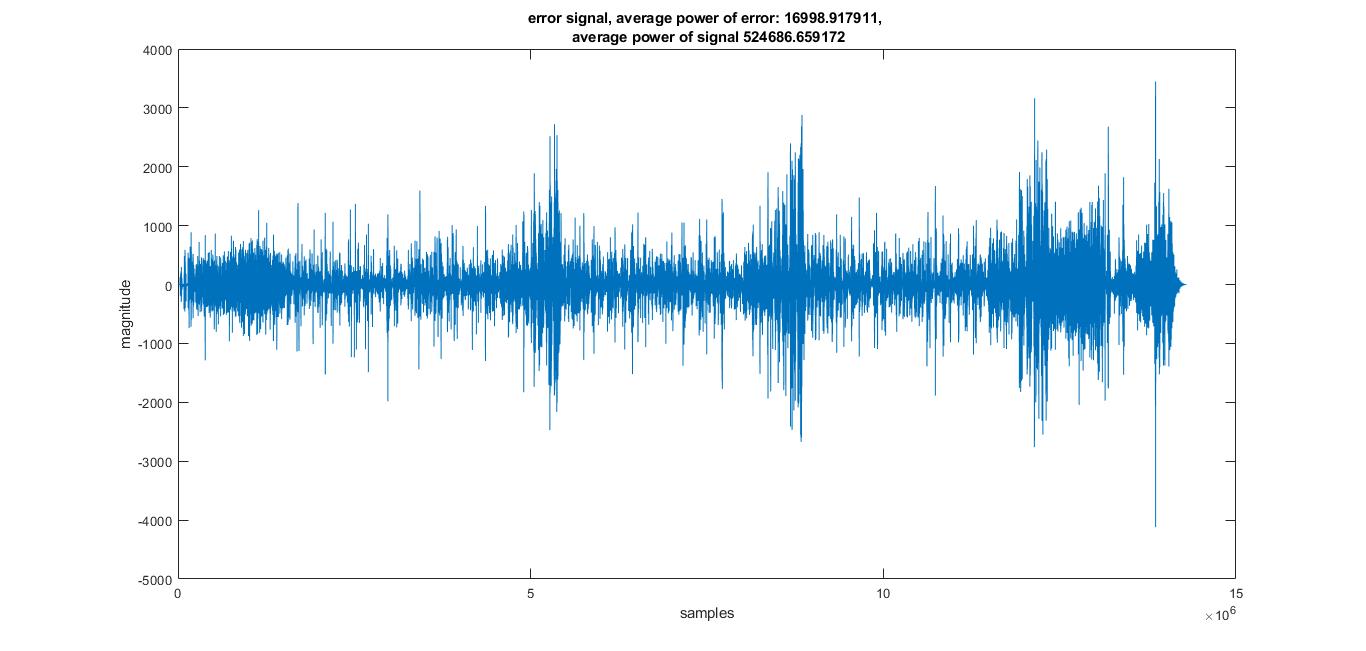 error signal, average power of error: 16998.917911,
average power of signal 524686.659172
4000
3000
2000
1000
0
-1000
-2000
-3000
-4000
-5000
magnitude
0 5 10 15
samples
×10^6